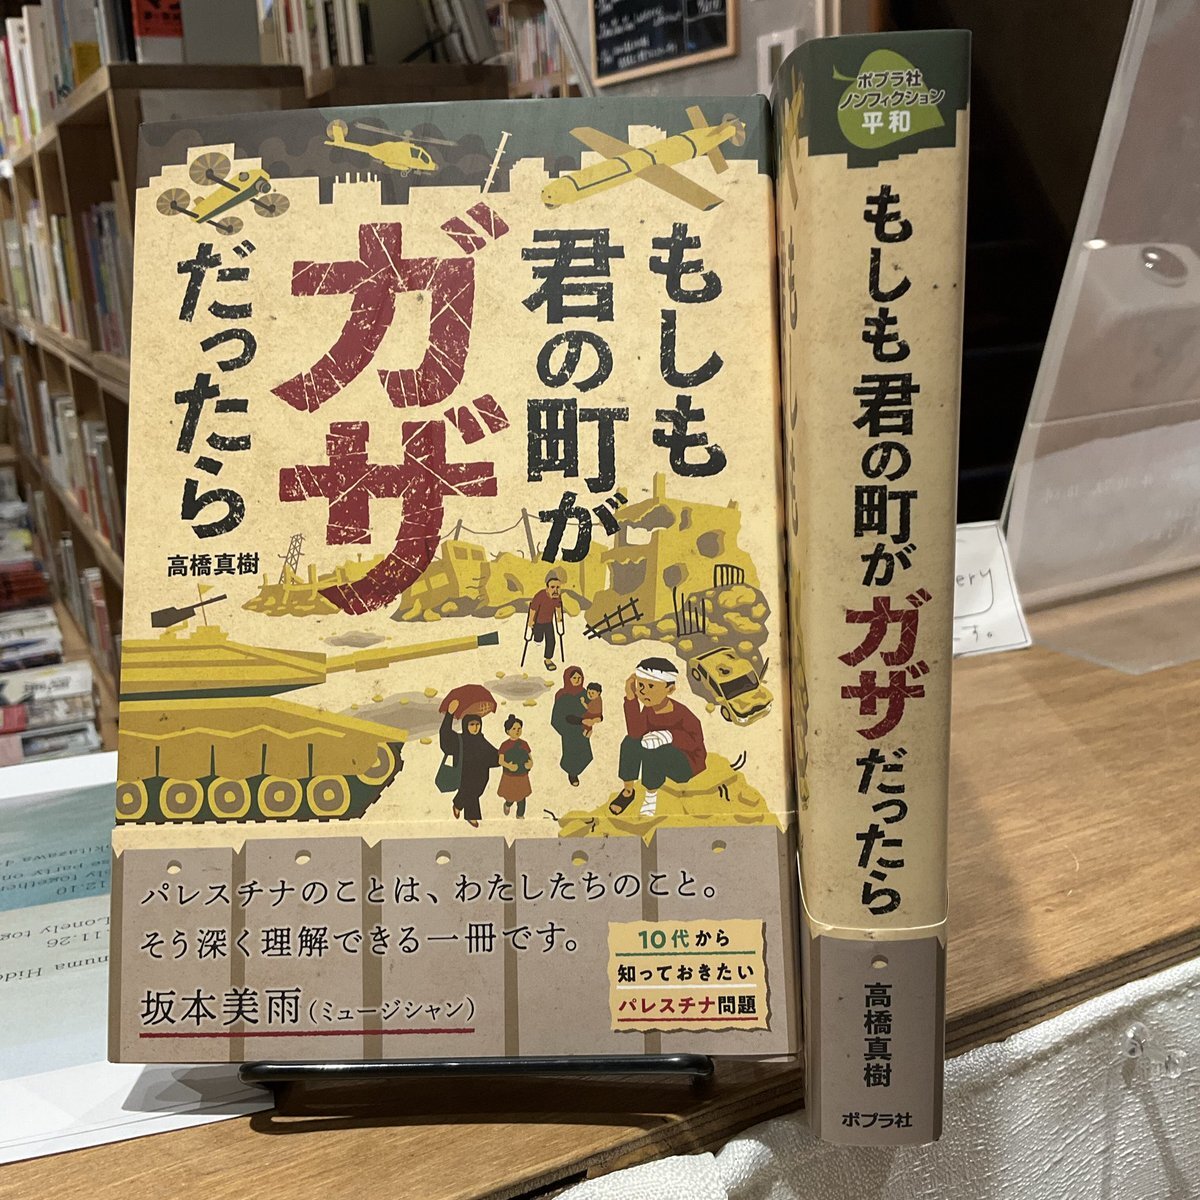 もしも
君の町が
ガザ
だったら
高橋真樹
パレスチナのことは、わたしたちのこと。
そう深く理解できる一冊です。
坂本美雨(ミュージシャン)
10代から
知っておきたい
パレスチナ問題
ポプラ社
ノンフィクション
平和
もしも君の町がガザだったら
高橋真樹
ポプラ社